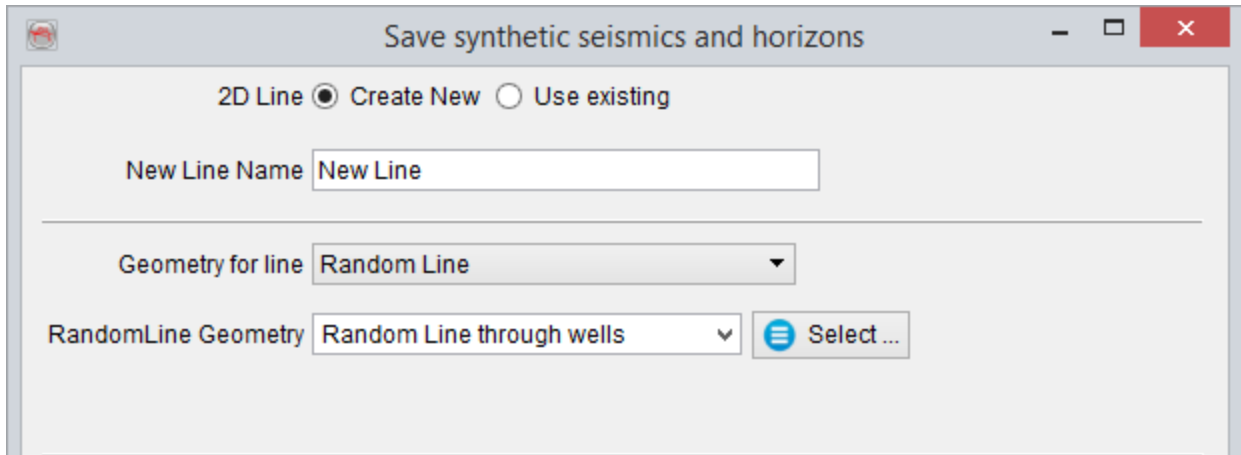 Save synthetic seismics and horizons
2D Line Create New Use existing
New Line Name New Line
Geometry for line Random Line
RandomLine Geometry Random Line through wells Select ...